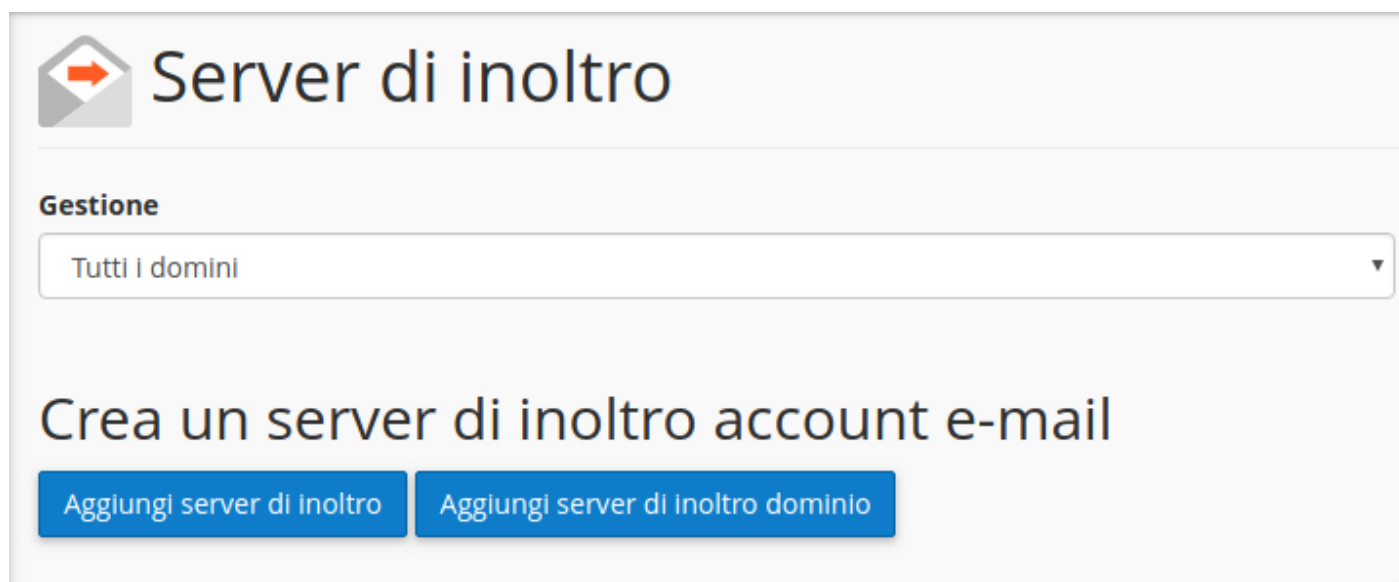 Server di inoltro
Gestione
Tutti i domini
Crea un server di inoltro account e-mail
Aggiungi server di inoltro
Aggiungi server di inoltro dominio